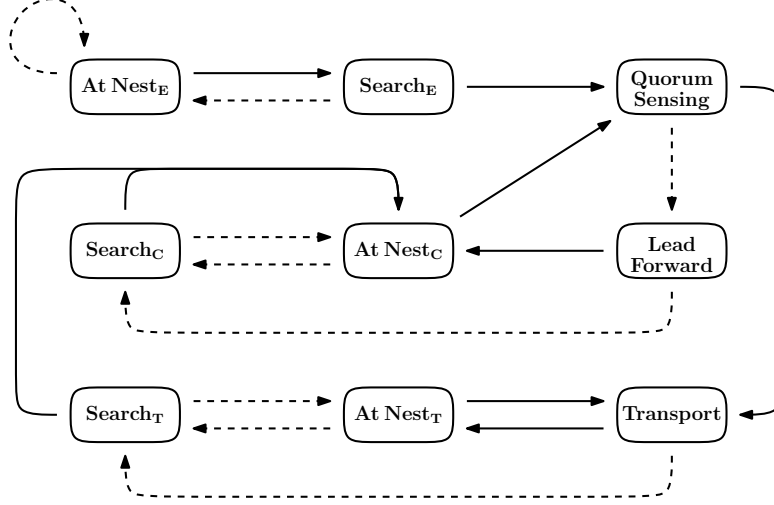 At Nest_E
Search_E
Quorum
Sensing
Search_C
At Nest_C
Lead
Forward
Search_T
At Nest_T
Transport